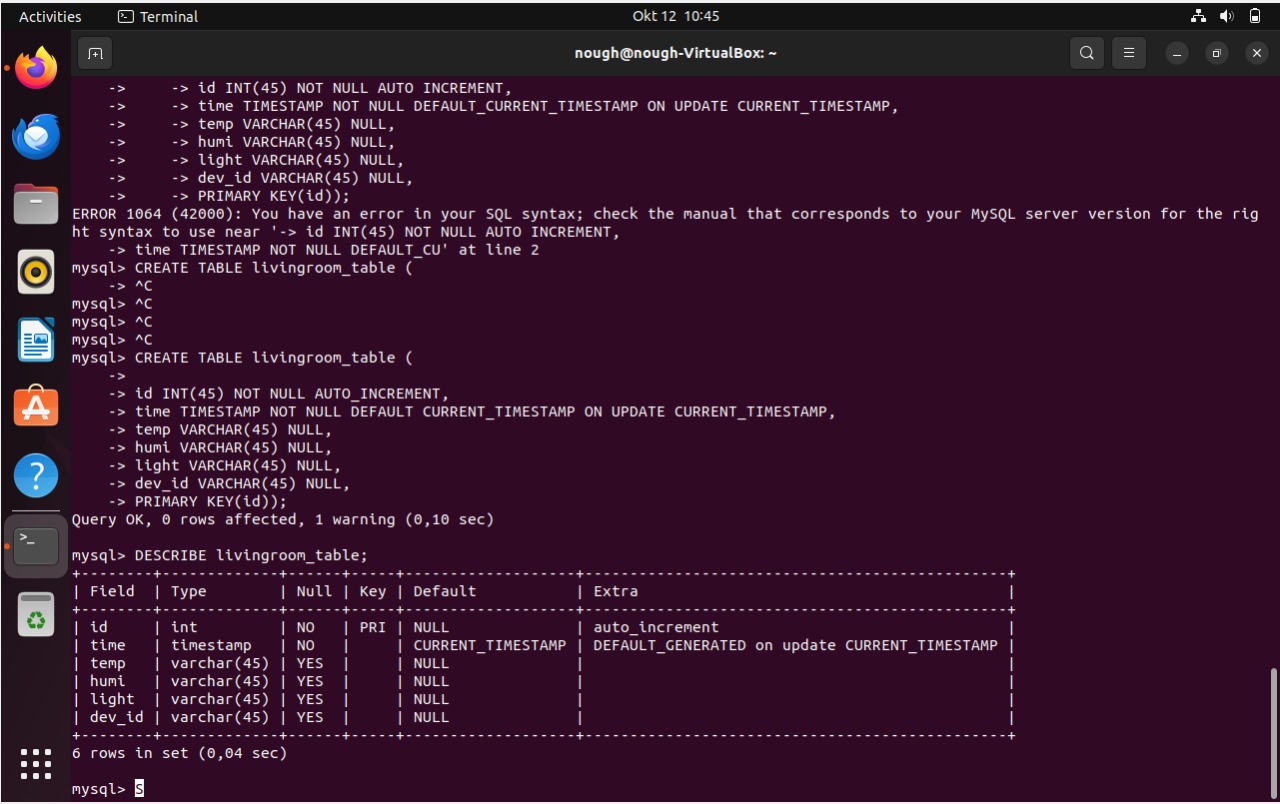 Activities Terminal Okt 12 10:45
nough@nough-VirtualBox: ~
    ->     -> id INT(45) NOT NULL AUTO INCREMENT,
    ->     -> time TIMESTAMP NOT NULL DEFAULT_CURRENT_TIMESTAMP ON UPDATE CURRENT_TIMESTAMP,
    ->     -> temp VARCHAR(45) NULL,
    ->     -> humi VARCHAR(45) NULL,
    ->     -> light VARCHAR(45) NULL,
    ->     -> dev_id VARCHAR(45) NULL,
    ->     -> PRIMARY KEY(id));
ERROR 1064 (42000): You have an error in your SQL syntax; check the manual that corresponds to your MySQL server version for the rig
ht syntax to use near '-> id INT(45) NOT NULL AUTO INCREMENT,
    -> time TIMESTAMP NOT NULL DEFAULT_CU' at line 2
mysql> CREATE TABLE livingroom_table (
    -> ^C
mysql> ^C
mysql> ^C
mysql> ^C
mysql> CREATE TABLE livingroom_table (
    ->
    -> id INT(45) NOT NULL AUTO_INCREMENT,
    -> time TIMESTAMP NOT NULL DEFAULT CURRENT_TIMESTAMP ON UPDATE CURRENT_TIMESTAMP,
    -> temp VARCHAR(45) NULL,
    -> humi VARCHAR(45) NULL,
    -> light VARCHAR(45) NULL,
    -> dev_id VARCHAR(45) NULL,
    -> PRIMARY KEY(id));
Query OK, 0 rows affected, 1 warning (0,10 sec)
mysql> DESCRIBE livingroom_table;
+--------+-------------+------+-----+-------------------+-----------------------------------------------+
| Field  | Type        | Null | Key | Default           | Extra                                         |
+--------+-------------+------+-----+-------------------+-----------------------------------------------+
| id     | int         | NO   | PRI | NULL              | auto_increment                                |
| time   | timestamp   | NO   |     | CURRENT_TIMESTAMP | DEFAULT_GENERATED on update CURRENT_TIMESTAMP |
| temp   | varchar(45) | YES  |     | NULL              |                                               |
| humi   | varchar(45) | YES  |     | NULL              |                                               |
| light  | varchar(45) | YES  |     | NULL              |                                               |
| dev_id | varchar(45) | YES  |     | NULL              |                                               |
+--------+-------------+------+-----+-------------------+-----------------------------------------------+
6 rows in set (0,04 sec)
mysql> S